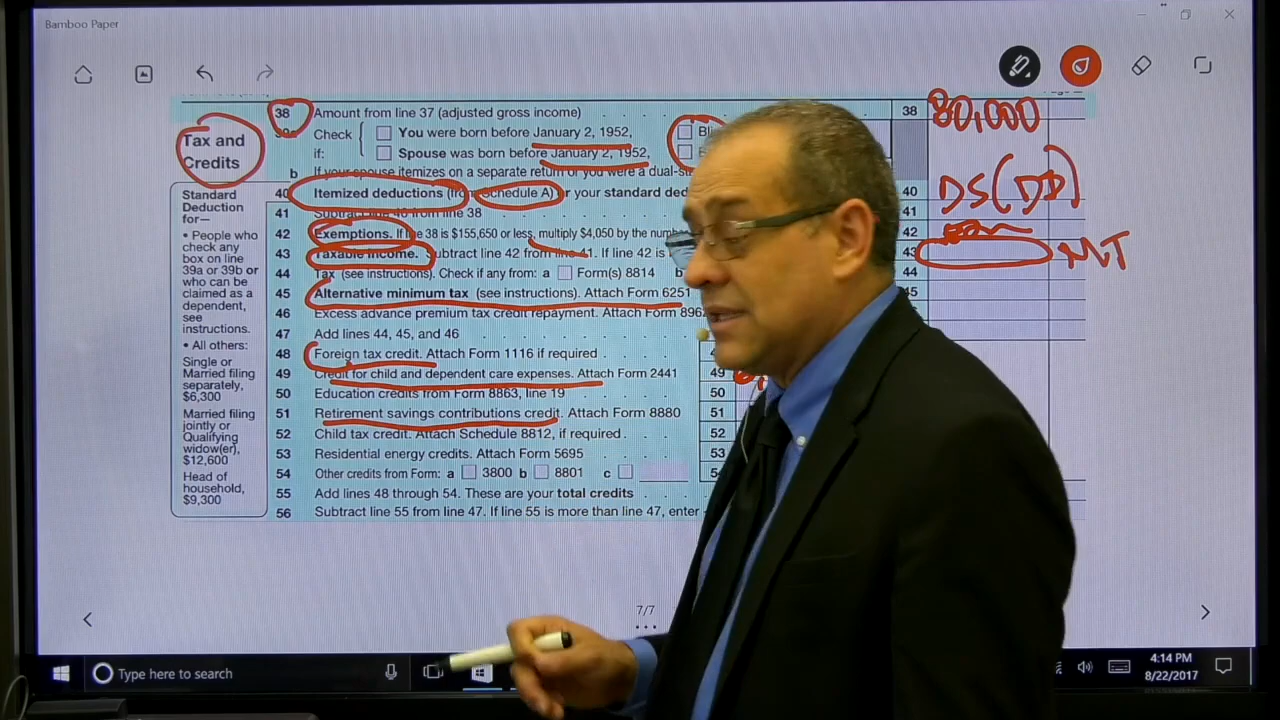 Bamboo Paper
38 Amount from line 37 (adjusted gross income) 38 80,000
Tax and Credits
Check if:
You were born before January 2, 1952,
Spouse was born before January 2, 1952,
b If your spouse itemizes on a separate return or you were a dual-
40 Itemized deductions (from Schedule A) or your standard ded 40 DS(DD)
41 Subtract line 40 from line 38 41
42 Exemptions. If line 38 is $155,650 or less, multiply $4,050 by the 42
43 Taxable income. Subtract line 42 from line 41. If line 42 is 43
44 Tax (see instructions). Check if any from: a Form(s) 8814 b 44
45 Alternative minimum tax (see instructions). Attach Form 6251 45
46 Excess advance premium tax credit repayment. Attach Form
47 Add lines 44, 45, and 46
48 Foreign tax credit. Attach Form 1116 if required
49 Credit for child and dependent care expenses. Attach Form 2441 49
50 Education credits from Form 8863, line 19 50
51 Retirement savings contributions credit. Attach Form 8880 51
52 Child tax credit. Attach Schedule 8812, if required 52
53 Residential energy credits. Attach Form 5695 53
54 Other credits from Form: a 3800 b 8801 c
55 Add lines 48 through 54. These are your total credits
56 Subtract line 55 from line 47. If line 55 is more than line 47, enter
Standard
Deduction
for—
• People who
check any
box on line
39a or 39b or
who can be
claimed as a
dependent,
see
instructions.
• All others:
Single or
Married filing
separately,
$6,300
Married filing
jointly or
Qualifying
widow(er),
$12,600
Head of
household,
$9,300
7/7
Type here to search
4:14 PM
8/22/2017